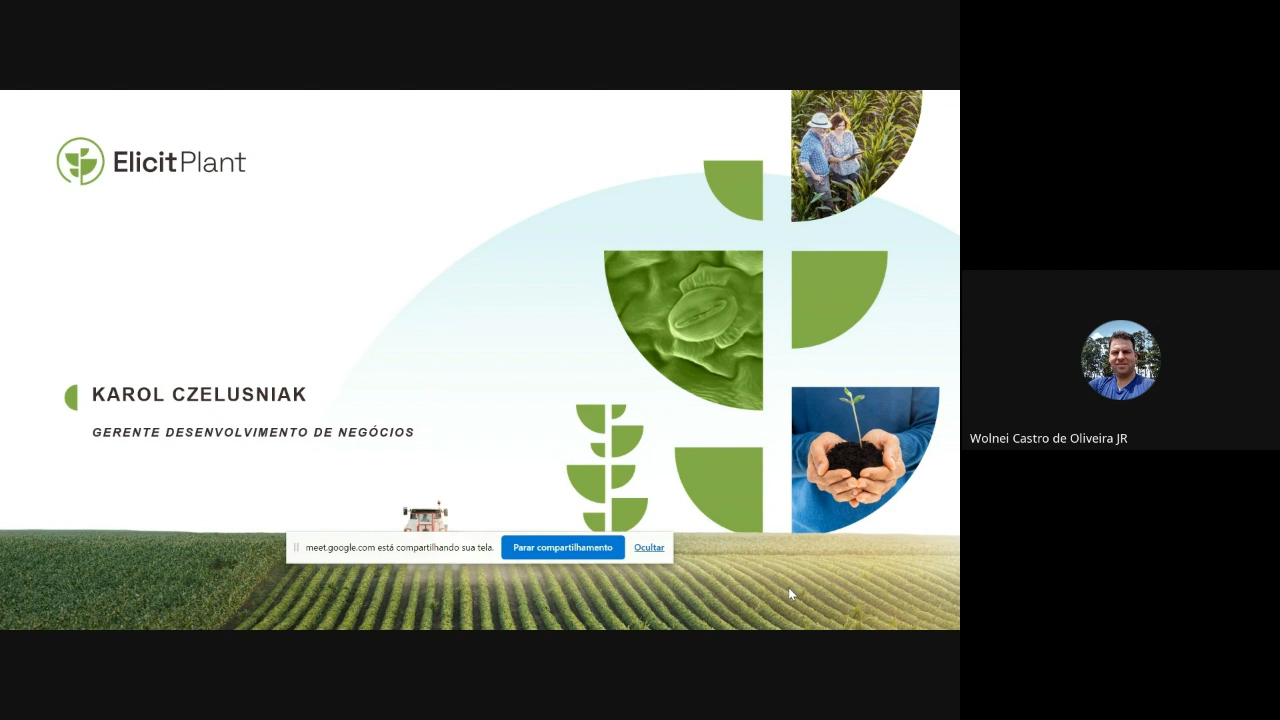 ElicitPlant
KAROL CZELUSNIAK
GERENTE DESENVOLVIMENTO DE NEGÓCIOS
meet.google.com está compartilhando sua tela.
Parar compartilhamento
Ocultar
Wolnei Castro de Oliveira JR